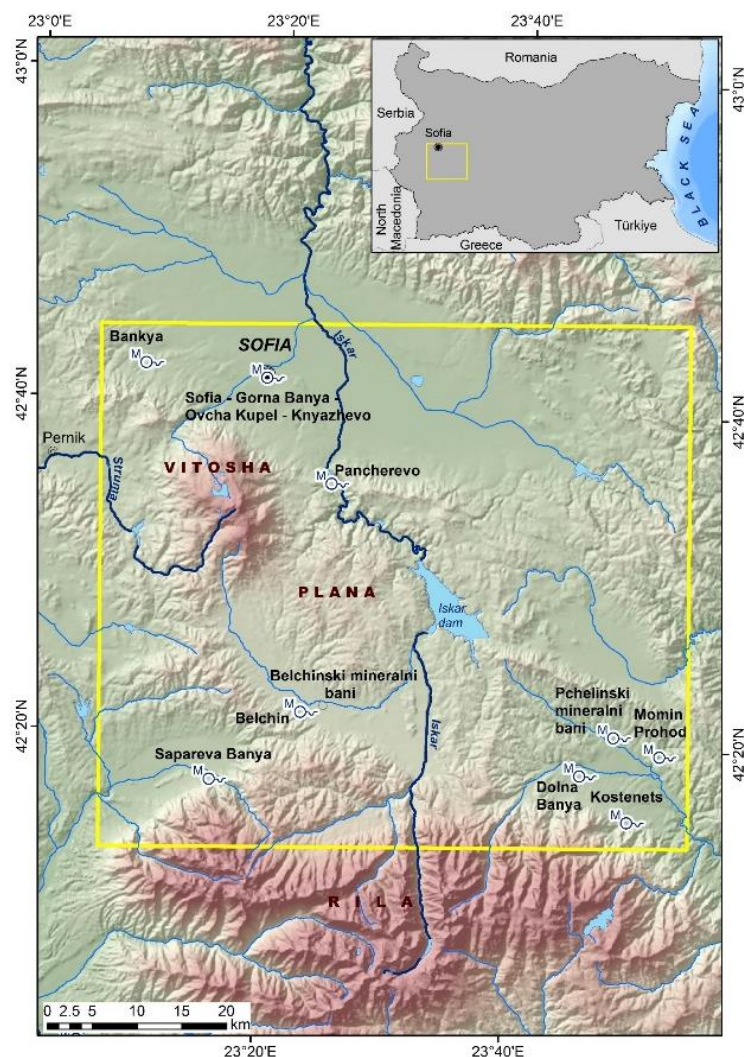 23°0'E
23°20'E
23°40'E
43°0'N
43°0'N
Romania
Serbia
Sofia
BLACK SEA
North
Macedonia
Türkiye
Greece
Bankya
M
SOFIA
M
Iskar
Sofia - Gorna Banya -
Ovcha Kupel - Knyazhevo
42°40'N
42°40'N
Pernik
Struma
VITOSHA
M
Pancherevo
PLANA
Iskar
dam
Belchinski mineralni
bani
M
Belchin
Iskar
Pchelinski
mineralni
bani
M
Momin
Prohod
M
42°20'N
42°20'N
Sapareva Banya
M
M
Dolna
Banya
Kostenets
M
RILA
0 2.5 5 10 15 20
km
23°20'E
23°40'E